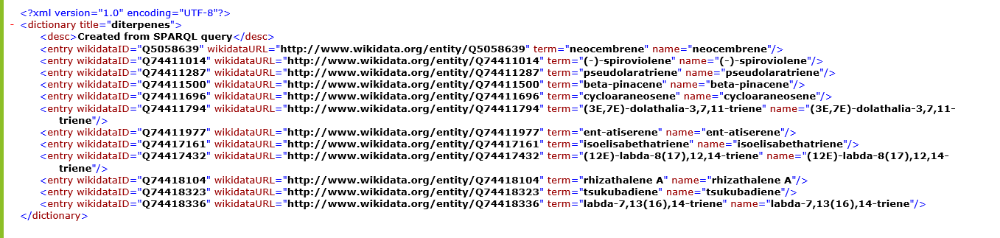 <?xml version="1.0" encoding="UTF-8"?>
- <dictionary title="diterpenes">
<desc>Created from SPARQL query</desc>
<entry wikidataID="Q5058639" wikidataURL="http://www.wikidata.org/entity/Q5058639" term="neocembrene" name="neocembrene"/>
<entry wikidataID="Q74411014" wikidataURL="http://www.wikidata.org/entity/Q74411014" term="(-)-spiroviolene" name="(-)-spiroviolene"/>
<entry wikidataID="Q74411287" wikidataURL="http://www.wikidata.org/entity/Q74411287" term="pseudolaratriene" name="pseudolaratriene"/>
<entry wikidataID="Q74411500" wikidataURL="http://www.wikidata.org/entity/Q74411500" term="beta-pinacene" name="beta-pinacene"/>
<entry wikidataID="Q74411696" wikidataURL="http://www.wikidata.org/entity/Q74411696" term="cycloaraneosene" name="cycloaraneosene"/>
<entry wikidataID="Q74411794" wikidataURL="http://www.wikidata.org/entity/Q74411794" term="(3E,7E)-dolathalia-3,7,11-triene" name="(3E,7E)-dolathalia-3,7,11-
triene"/>
<entry wikidataID="Q74411977" wikidataURL="http://www.wikidata.org/entity/Q74411977" term="ent-atiserene" name="ent-atiserene"/>
<entry wikidataID="Q74417161" wikidataURL="http://www.wikidata.org/entity/Q74417161" term="isoelisabethatriene" name="isoelisabethatriene"/>
<entry wikidataID="Q74417432" wikidataURL="http://www.wikidata.org/entity/Q74417432" term="(12E)-labda-8(17),12,14-triene" name="(12E)-labda-8(17),12,14-
triene"/>
<entry wikidataID="Q74418104" wikidataURL="http://www.wikidata.org/entity/Q74418104" term="rhizathalene A" name="rhizathalene A"/>
<entry wikidataID="Q74418323" wikidataURL="http://www.wikidata.org/entity/Q74418323" term="tsukubadiene" name="tsukubadiene"/>
<entry wikidataID="Q74418336" wikidataURL="http://www.wikidata.org/entity/Q74418336" term="labda-7,13(16),14-triene" name="labda-7,13(16),14-triene"/>
</dictionary>